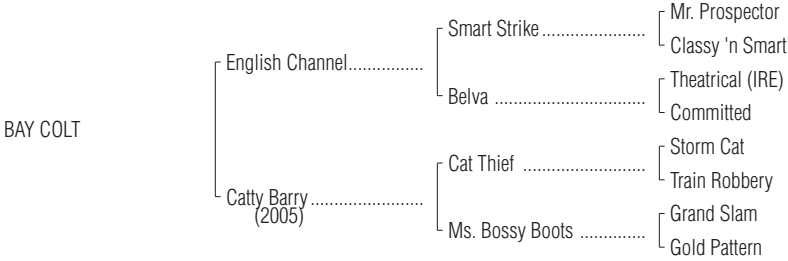 Mr. Prospector
Smart Strike......................
Classy 'n Smart
English Channel................
Theatrical (IRE)
Belva ................................
Committed
BAY COLT
Storm Cat
Cat Thief ..........................
Train Robbery
Catty Barry........................
(2005)
Grand Slam
Ms. Bossy Boots ..............
Gold Pattern